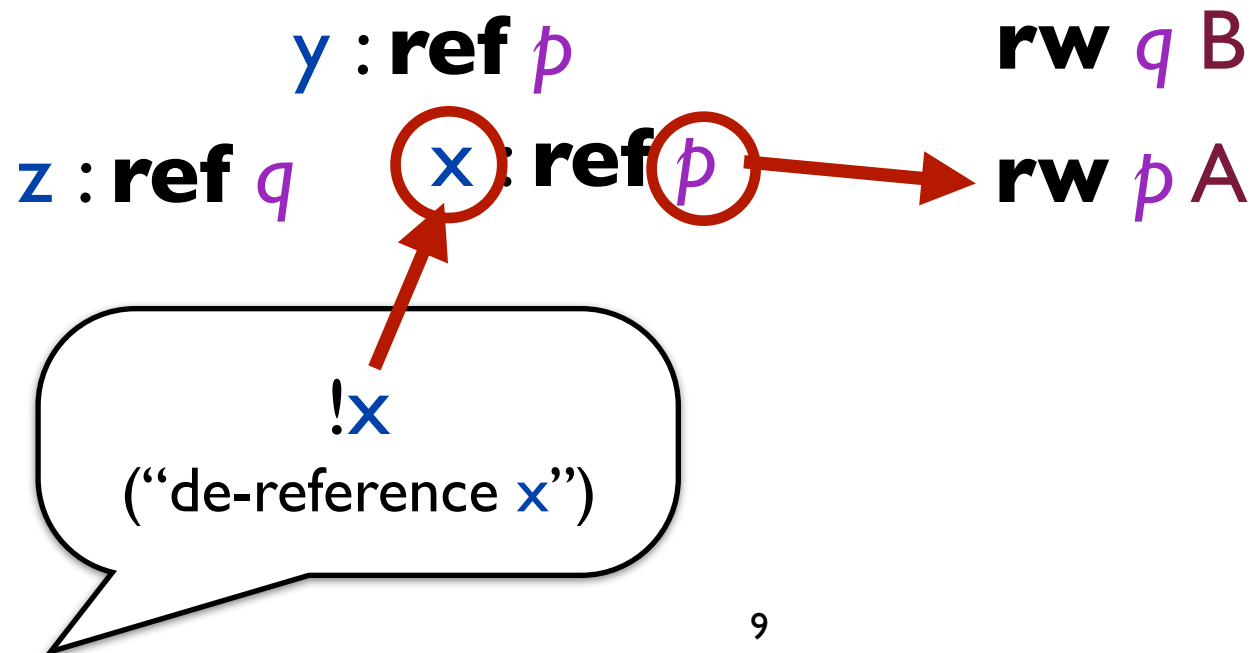 y : ref p
rw q B
z : ref q
x : ref p
rw p A
!x
(“de-reference x”)
9